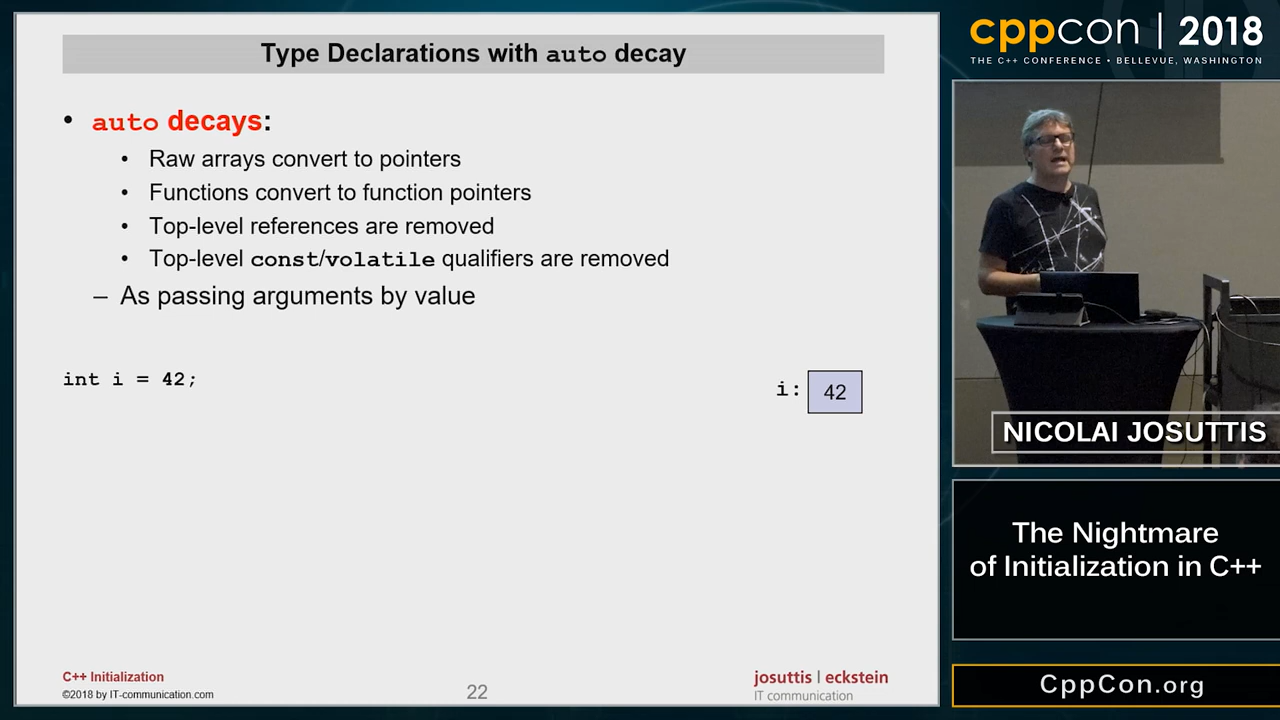 Type Declarations with auto decay
• auto decays:
• Raw arrays convert to pointers
• Functions convert to function pointers
• Top-level references are removed
• Top-level const/volatile qualifiers are removed
– As passing arguments by value
int i = 42;
i: 42
C++ Initialization
©2018 by IT-communication.com
22
josuttis | eckstein
IT communication
cppcon | 2018
THE C++ CONFERENCE • BELLEVUE, WASHINGTON
NICOLAI JOSUTTIS
The Nightmare
of Initialization in C++
CppCon.org